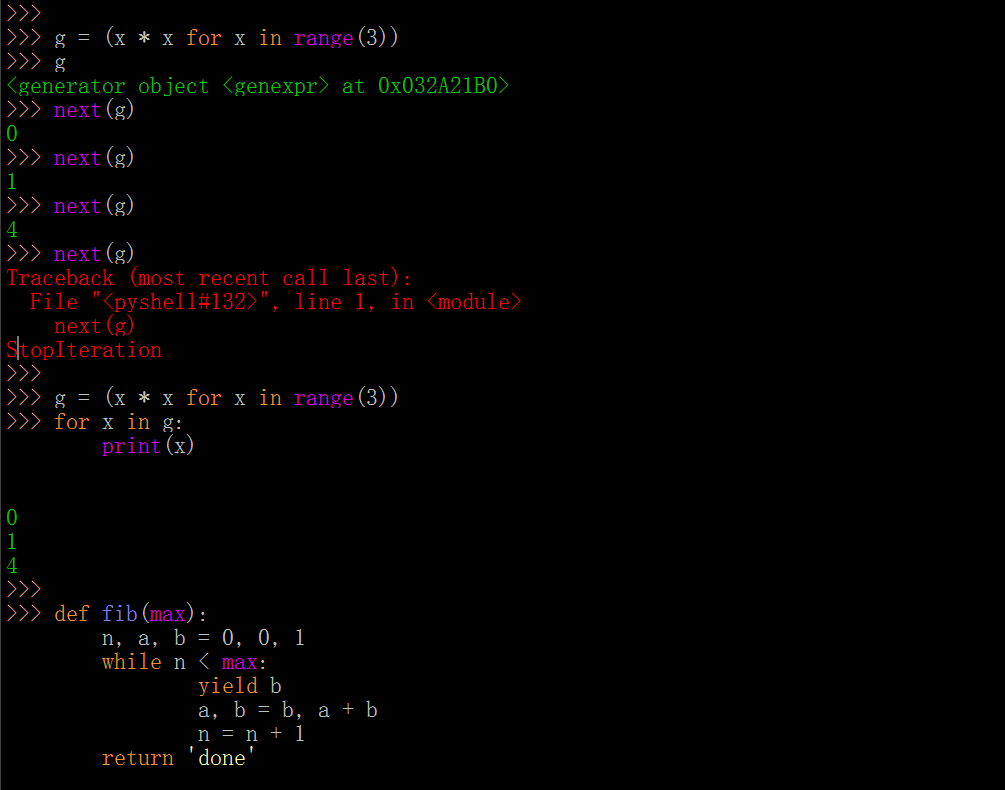 >>>
>>> g = (x * x for x in range(3))
>>> g
<generator object <genexpr> at 0x032A21B0>
>>> next(g)
0
>>> next(g)
1
>>> next(g)
4
>>> next(g)
Traceback (most recent call last):
  File "<pyshell#132>", line 1, in <module>
    next(g)
StopIteration
>>>
>>> g = (x * x for x in range(3))
>>> for x in g:
        print(x)
0
1
4
>>>
>>> def fib(max):
        n, a, b = 0, 0, 1
        while n < max:
                yield b
                a, b = b, a + b
                n = n + 1
        return 'done'